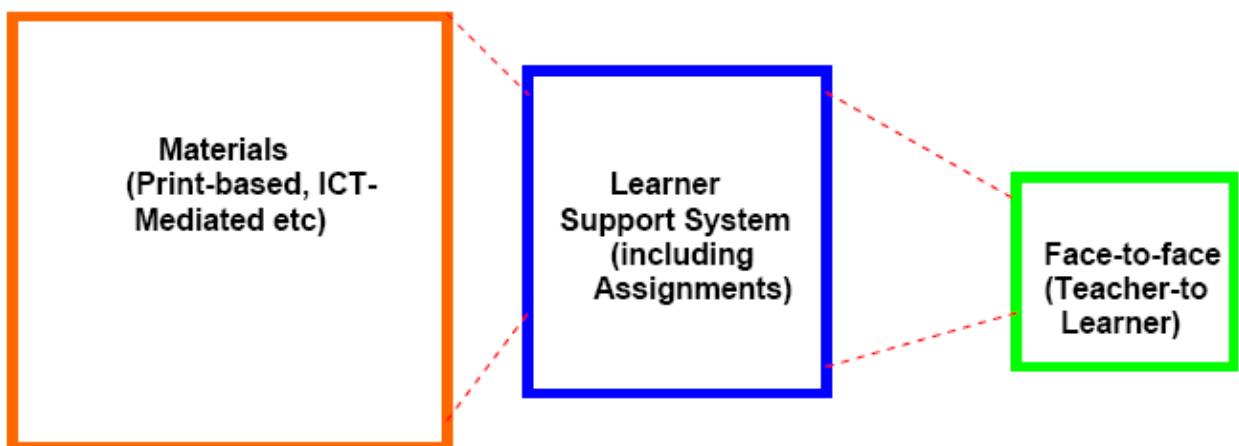 Materials
(Print-based, ICT-
Mediated etc)
Learner
Support System
(including
Assignments)
Face-to-face
(Teacher-to
Learner)